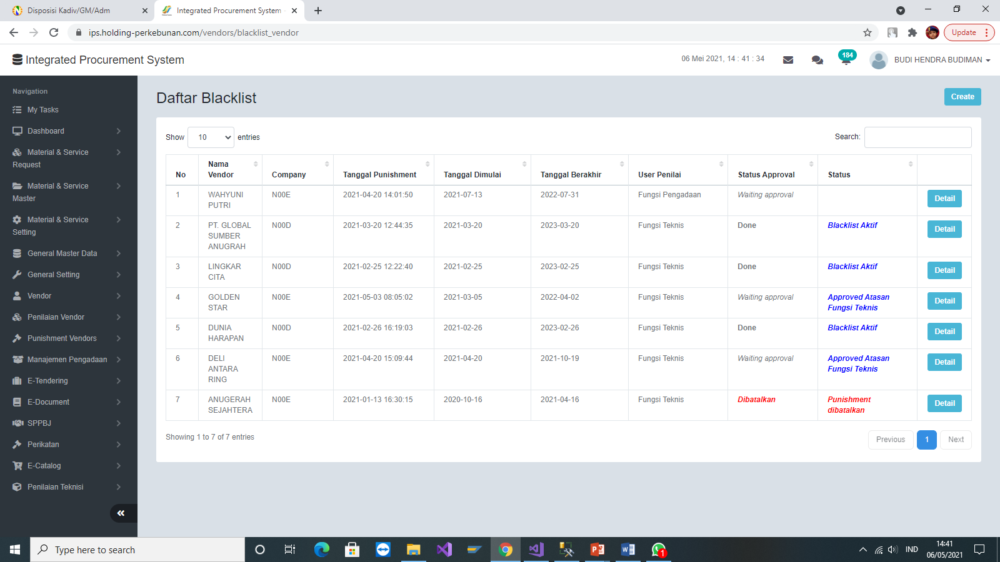 Disposisi Kadiv/GM/Adm
Integrated Procurement System
ips.holding-perkebunan.com/vendors/blacklist_vendor
Update
Integrated Procurement System
06 Mei 2021, 14 : 41 : 34
184
BUDI HENDRA BUDIMAN
Navigation
My Tasks
Dashboard
Material & Service
Request
Material & Service
Master
Material & Service
Setting
General Master Data
General Setting
Vendor
Penilaian Vendor
Punishment Vendors
Manajemen Pengadaan
E-Tendering
E-Document
SPPBJ
Perikatan
E-Catalog
Penilaian Teknisi
Daftar Blacklist
Create
Show 10 entries
Search:
No Nama Vendor Company Tanggal Punishment Tanggal Dimulai Tanggal Berakhir User Penilai Status Approval Status
1 WAHYUNI PUTRI N00E 2021-04-20 14:01:50 2021-07-13 2022-07-31 Fungsi Pengadaan Waiting approval Detail
2 PT. GLOBAL SUMBER ANUGRAH N00D 2021-03-20 12:44:35 2021-03-20 2023-03-20 Fungsi Teknis Done Blacklist Aktif Detail
3 LINGKAR CITA N00D 2021-02-25 12:22:40 2021-02-25 2023-02-25 Fungsi Teknis Done Blacklist Aktif Detail
4 GOLDEN STAR N00E 2021-05-03 08:05:02 2021-03-05 2022-04-02 Fungsi Teknis Waiting approval Approved Atasan Fungsi Teknis Detail
5 DUNIA HARAPAN N00D 2021-02-26 16:19:03 2021-02-26 2023-02-26 Fungsi Teknis Done Blacklist Aktif Detail
6 DELI ANTARA RING N00E 2021-04-20 15:09:44 2021-04-20 2021-10-19 Fungsi Teknis Waiting approval Approved Atasan Fungsi Teknis Detail
7 ANUGERAH SEJAHTERA N00E 2021-01-13 16:30:15 2020-10-16 2021-04-16 Fungsi Teknis Dibatalkan Punishment dibatalkan Detail
Showing 1 to 7 of 7 entries
Previous 1 Next
Type here to search
1
IND
14:41
06/05/2021